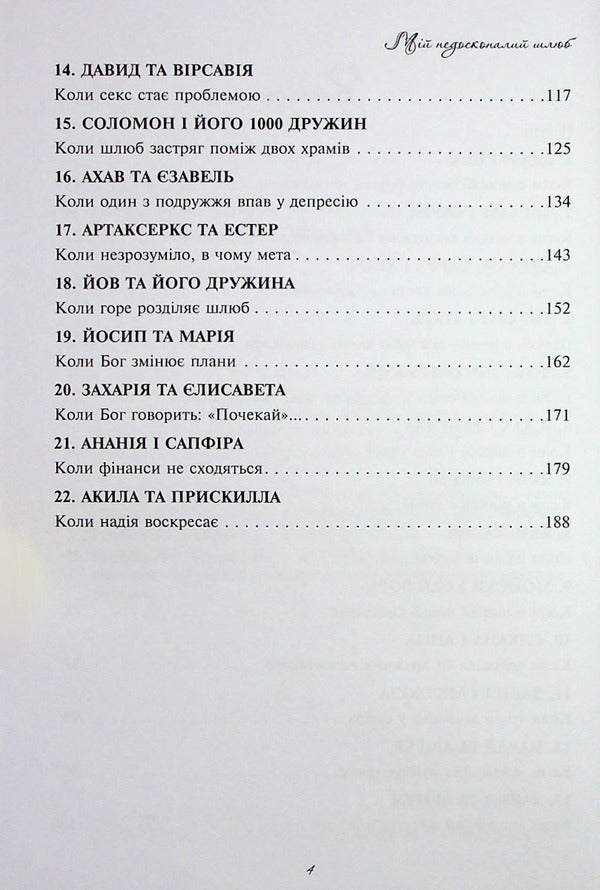 Мій недосконалий шлюб
14. ДАВИД ТА ВІРСАВІЯ
Коли секс стає проблемою ..............................117
15. СОЛОМОН І ЙОГО 1000 ДРУЖИН
Коли шлюб застряг поміж двох храмів ....................125
16. АХАВ ТА ЄЗАВЕЛЬ
Коли один з подружжя впав у депресію ...................134
17. АРТАКСЕРКС ТА ЕСТЕР
Коли незрозуміло, в чому мета ..........................143
18. ЙОВ ТА ЙОГО ДРУЖИНА
Коли горе розділяє шлюб ................................152
19. ЙОСИП ТА МАРІЯ
Коли Бог змінює плани ..................................162
20. ЗАХАРІЯ ТА ЄЛИСАВЕТА
Коли Бог говорить: «Почекай»............................171
21. АНАНІЯ І САПФІРА
Коли фінанси не сходяться...............................179
22. АКИЛА ТА ПРИСКИЛЛА
Коли надія воскресає ...................................188
4